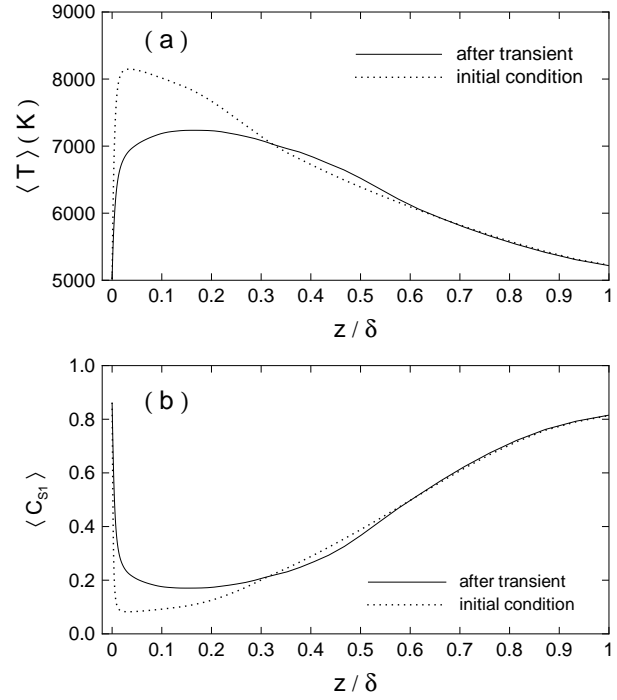 9000
8000
7000
6000
5000
⟨ T ⟩ ( K )
( a )
after transient
initial condition
0 0.1 0.2 0.3 0.4 0.5 0.6 0.7 0.8 0.9 1
z / δ
1.0
0.8
0.6
0.4
0.2
0.0
⟨ C_S1 ⟩
( b )
after transient
initial condition
0 0.1 0.2 0.3 0.4 0.5 0.6 0.7 0.8 0.9 1
z / δ